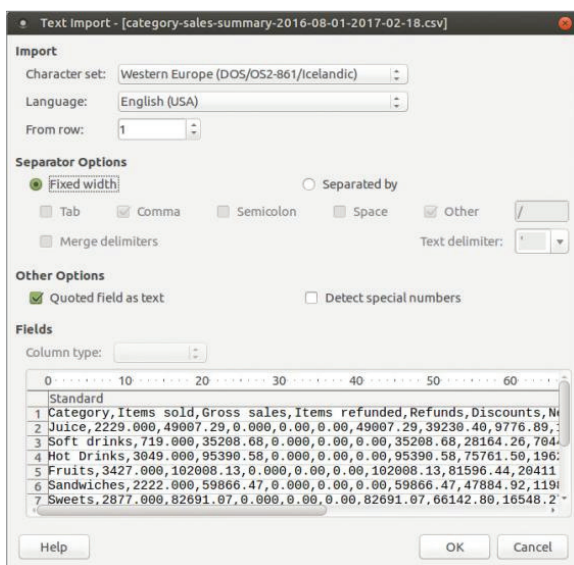 Text Import - [category-sales-summary-2016-08-01-2017-02-18.csv]
Import
Character set: Western Europe (DOS/OS2-861/Icelandic)
Language: English (USA)
From row: 1
Separator Options
Fixed width Separated by
Tab Comma Semicolon Space Other /
Merge delimiters Text delimiter: '
Other Options
Quoted field as text Detect special numbers
Fields
Column type:
0 10 20 30 40 50 60
Standard
1 Category,Items sold,Gross sales,Items refunded,Refunds,Discounts,Ne
2 Juice,2229.000,49007.29,0.000,0.00,0.00,49007.29,39230.40,9776.89,
3 Soft drinks,719.000,35208.68,0.000,0.00,0.00,35208.68,28164.26,704
4 Hot Drinks,3049.000,95390.58,0.000,0.00,0.00,95390.58,75761.50,196
5 Fruits,3427.000,102008.13,0.000,0.00,0.00,102008.13,81596.44,20411
6 Sandwiches,2222.000,59866.47,0.000,0.00,0.00,59866.47,47884.92,119
7 Sweets,2877.000,82691.07,0.000,0.00,0.00,82691.07,66142.80,16548.2
Help OK Cancel